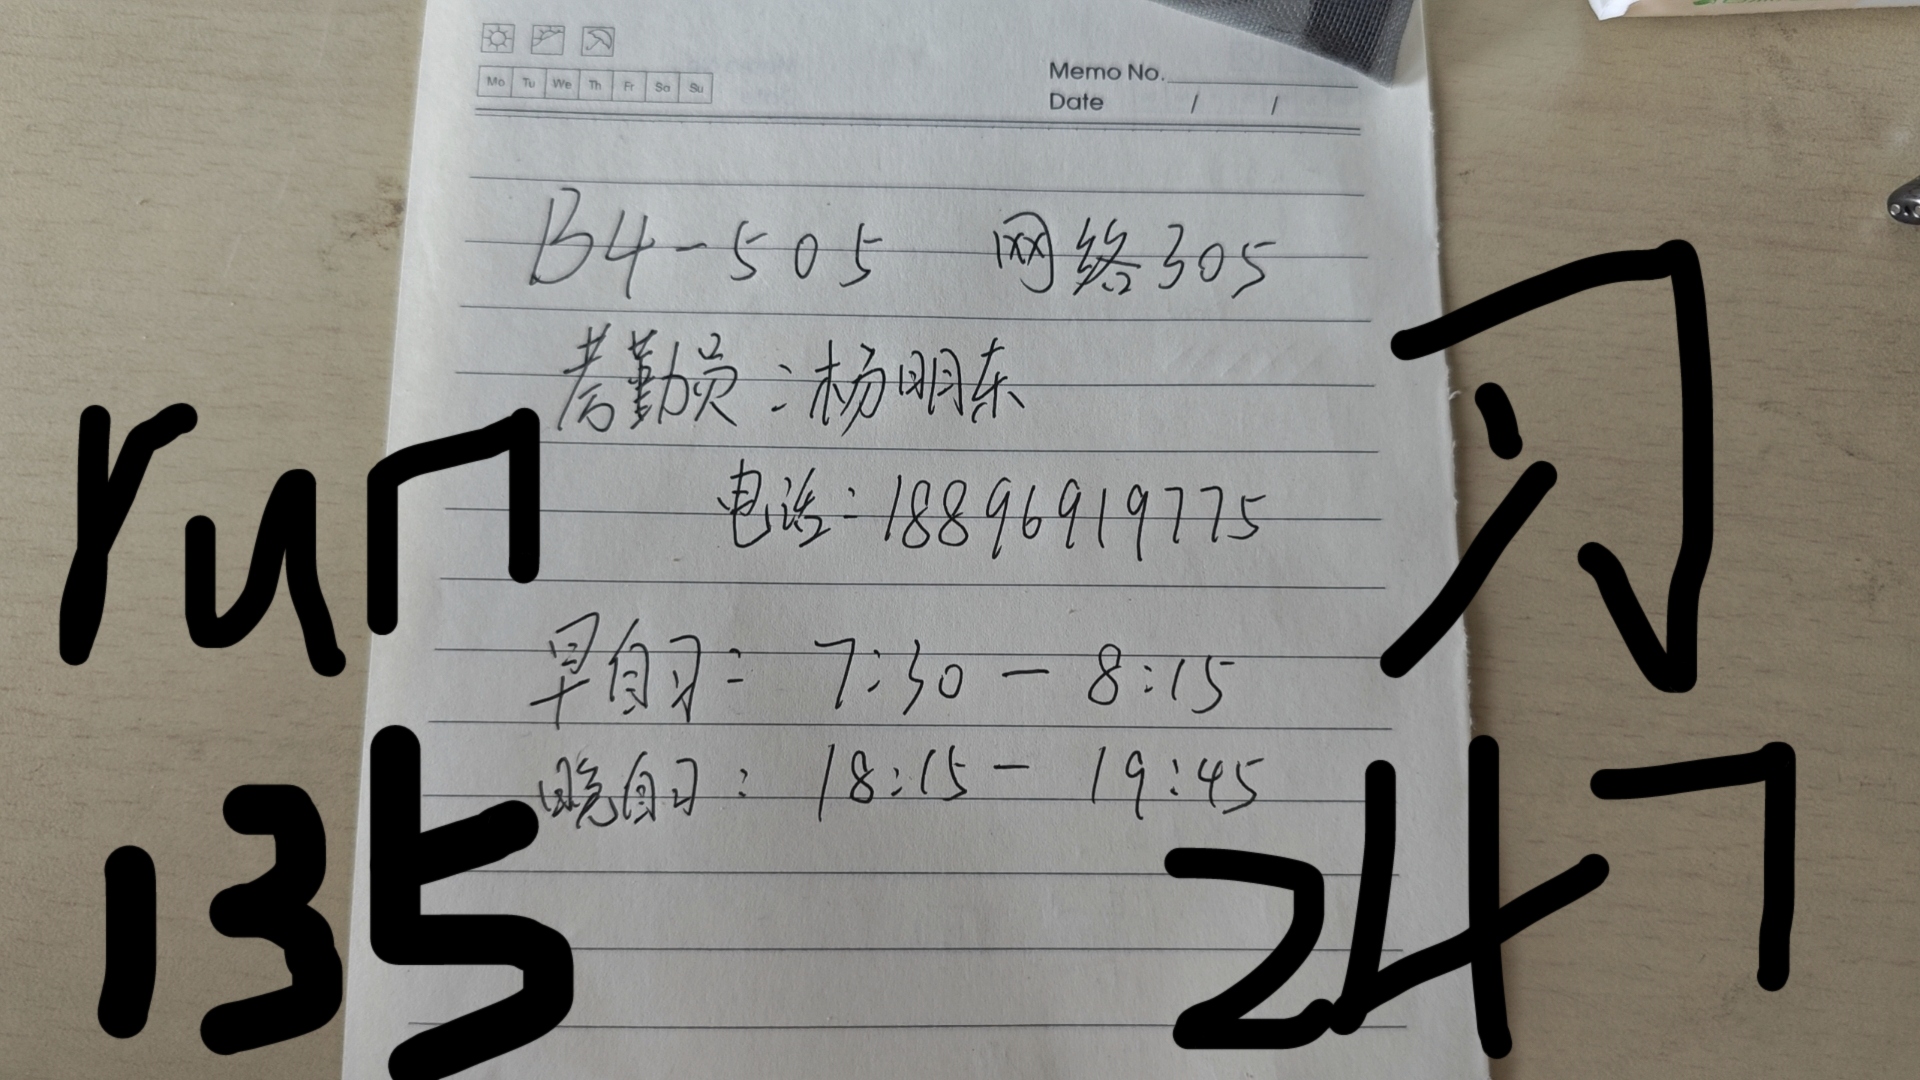 Mo Tu We Th Fr Sa Su
Memo No.
Date / /
B4-505 网络305
考勤员：杨明东
电话：18896919775
早自习：7:30-8:15
晚自习：18:15-19:45
run
135
247